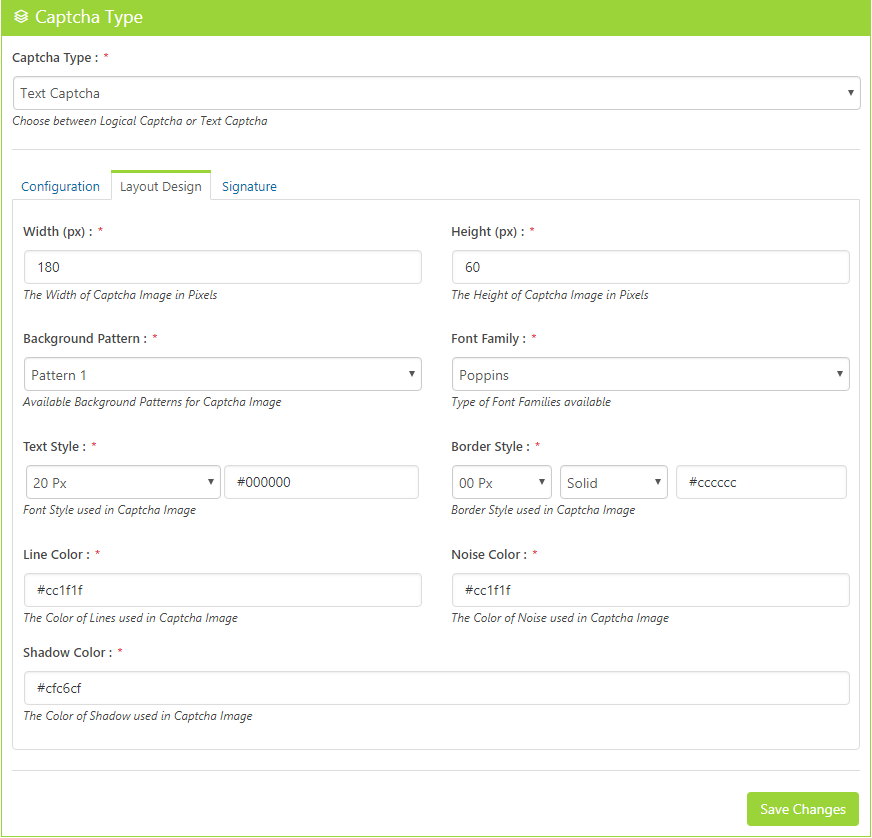 Captcha Type
Captcha Type : *
Text Captcha
Choose between Logical Captcha or Text Captcha
Configuration Layout Design Signature
Width (px) : * Height (px) : *
180 60
The Width of Captcha Image in Pixels The Height of Captcha Image in Pixels
Background Pattern : * Font Family : *
Pattern 1 Poppins
Available Background Patterns for Captcha Image Type of Font Families available
Text Style : * Border Style : *
20 Px #000000 00 Px Solid #cccccc
Font Style used in Captcha Image Border Style used in Captcha Image
Line Color : * Noise Color : *
#cc1f1f #cc1f1f
The Color of Lines used in Captcha Image The Color of Noise used in Captcha Image
Shadow Color : *
#cfc6cf
The Color of Shadow used in Captcha Image
Save Changes